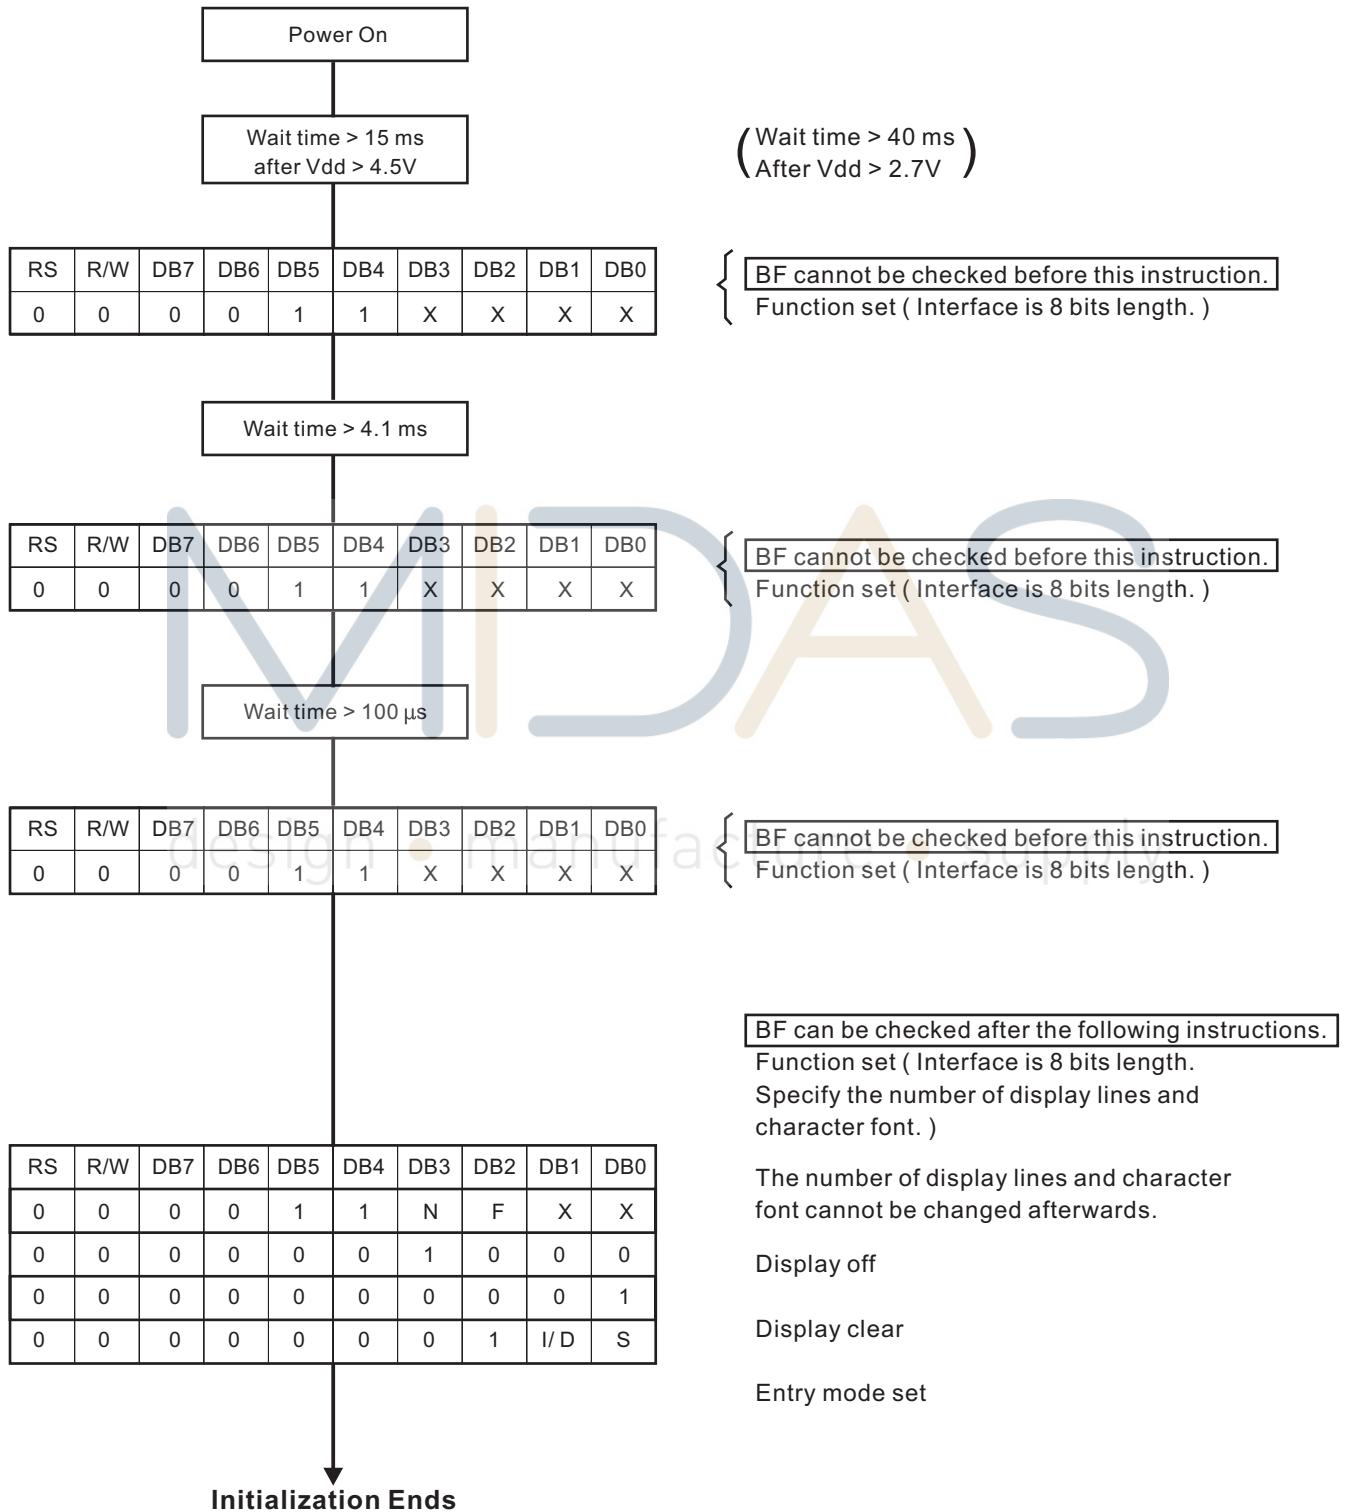 Power On
Wait time > 15 ms
after Vdd > 4.5V
(Wait time > 40 ms
After Vdd > 2.7V)
RS R/W DB7 DB6 DB5 DB4 DB3 DB2 DB1 DB0
0 0 0 0 1 1 X X X X
BF cannot be checked before this instruction.
Function set ( Interface is 8 bits length. )
Wait time > 4.1 ms
RS R/W DB7 DB6 DB5 DB4 DB3 DB2 DB1 DB0
0 0 0 0 1 1 X X X X
BF cannot be checked before this instruction.
Function set ( Interface is 8 bits length. )
MIDAS
Wait time > 100 µs
RS R/W DB7 DB6 DB5 DB4 DB3 DB2 DB1 DB0
0 0 0 0 1 1 X X X X
BF cannot be checked before this instruction.
Function set ( Interface is 8 bits length. )
design • manufacture • supply
BF can be checked after the following instructions.
Function set ( Interface is 8 bits length.
Specify the number of display lines and
character font. )
RS R/W DB7 DB6 DB5 DB4 DB3 DB2 DB1 DB0
0 0 0 0 1 1 N F X X
0 0 0 0 0 0 1 0 0 0
0 0 0 0 0 0 0 0 0 1
0 0 0 0 0 0 0 1 I/ D S
The number of display lines and character
font cannot be changed afterwards.
Display off
Display clear
Entry mode set
Initialization Ends